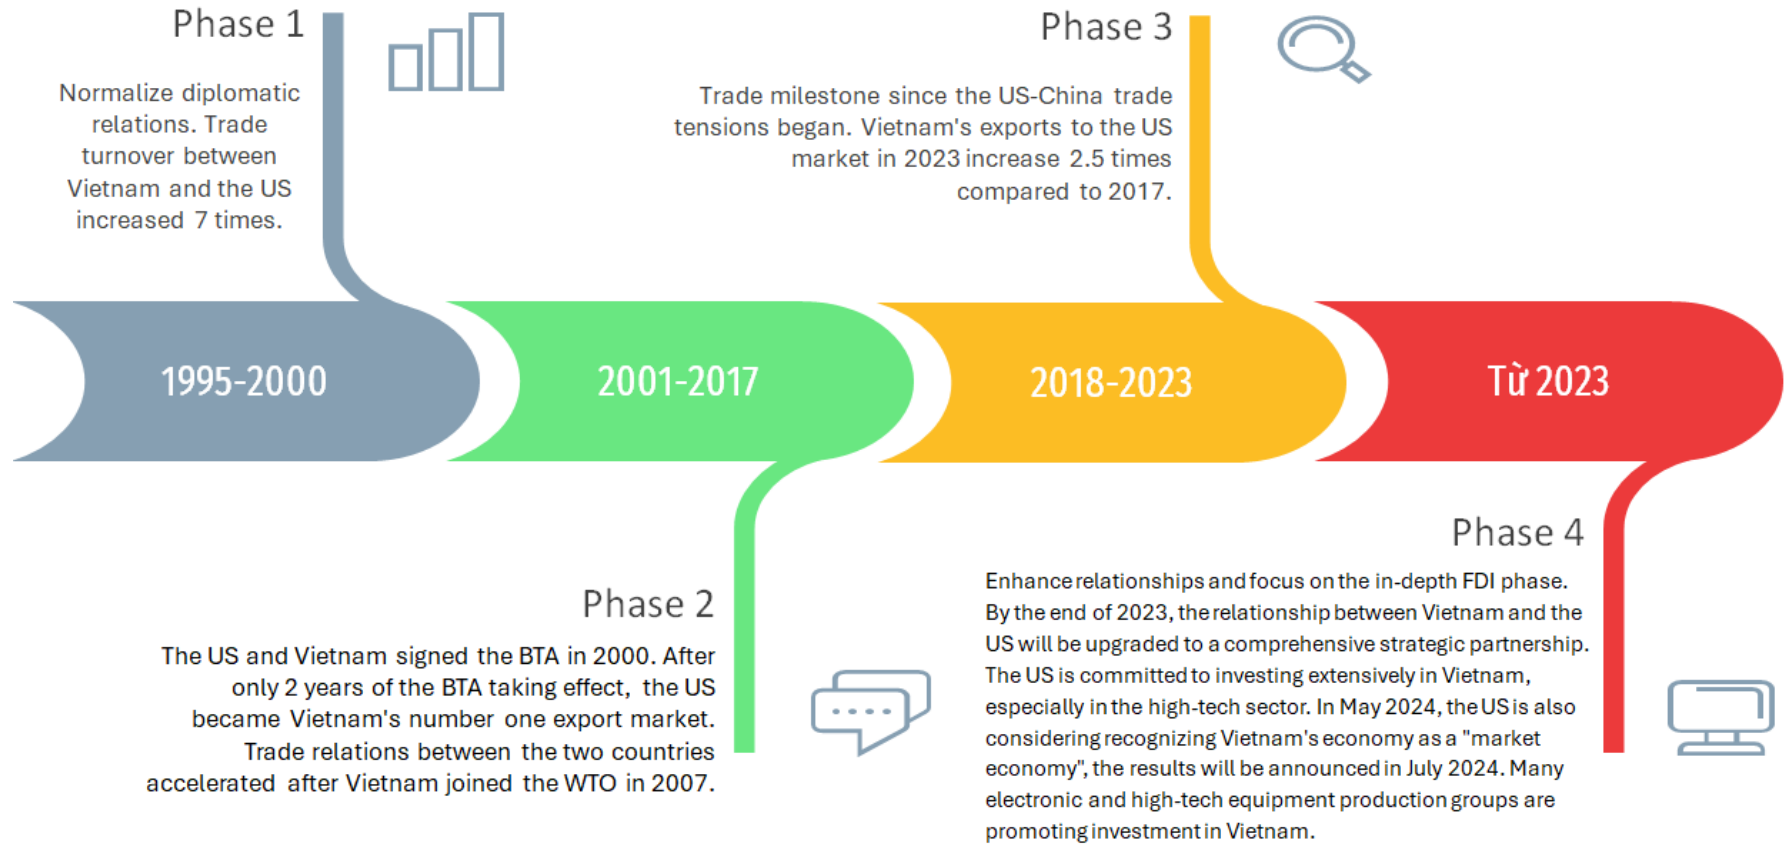 Phase 1
Normalize diplomatic
relations. Trade
turnover between
Vietnam and the US
increased 7 times.
Phase 3
Trade milestone since the US-China trade
tensions began. Vietnam's exports to the US
market in 2023 increase 2.5 times
compared to 2017.
1995-2000
2001-2017
2018-2023
Từ 2023
Phase 2
The US and Vietnam signed the BTA in 2000. After
only 2 years of the BTA taking effect, the US
became Vietnam's number one export market.
Trade relations between the two countries
accelerated after Vietnam joined the WTO in 2007.
Phase 4
Enhance relationships and focus on the in-depth FDI phase.
By the end of 2023, the relationship between Vietnam and the
US will be upgraded to a comprehensive strategic partnership.
The US is committed to investing extensively in Vietnam,
especially in the high-tech sector. In May 2024, the US is also
considering recognizing Vietnam's economy as a "market
economy", the results will be announced in July 2024. Many
electronic and high-tech equipment production groups are
promoting investment in Vietnam.